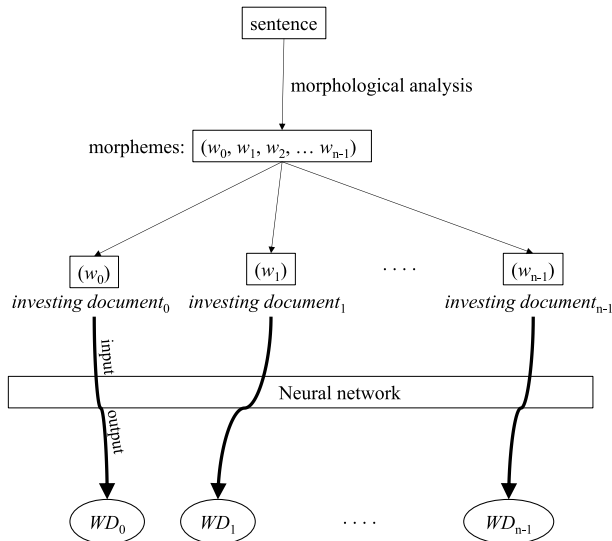 sentence
morphological analysis
morphemes: (w₀, w₁, w₂, … wₙ₋₁)
(w₀) (w₁) . . . . (wₙ₋₁)
investing document₀ investing document₁ investing documentₙ₋₁
input
Neural network
output
WD₀ WD₁ . . . . WDₙ₋₁